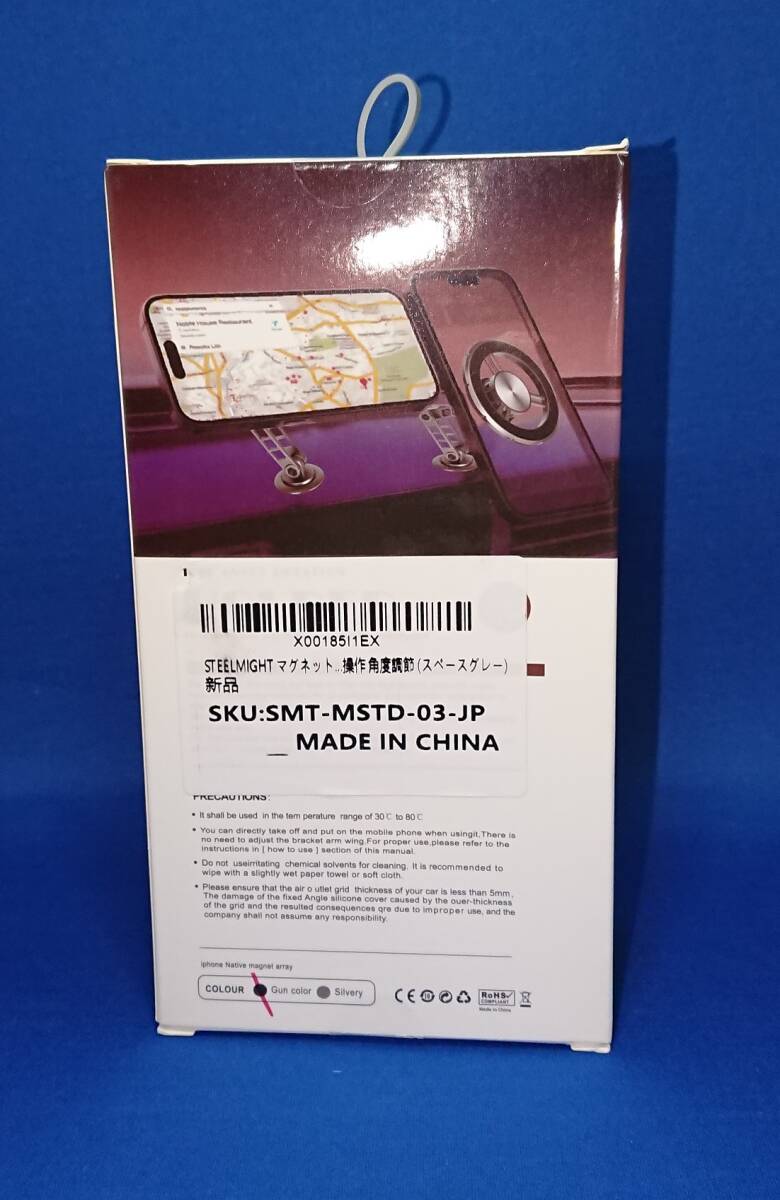 Mobile House Restaurant
1
X00185I1EX
STEELMIGHT マグネット...操作角度調節(スペースグレー)
新品
SKU:SMT-MSTD-03-JP
__ MADE IN CHINA
PRECAUTIONS:
• It shall be used in the tem perature range of 30℃ to 80℃
• You can directly take off and put on the mobile phone when usingit,There is
no need to adjust the bracket arm wing.For proper use,please refer to the
instructions in [ how to use ] section of this manual.
• Do not useirritating chemical solvents for cleaning. It is recommended to
wipe with a slightly wet paper towel or soft cloth.
• Please ensure that the air o utlet grid thickness of your car is less than 5mm.
The damage of the fixed Angle silicone cover caused by the ouer-thickness
of the grid and the resulted consequences qre due to improper use, and the
company shall not assume any responsibility.
iphone Native magnet array
COLOUR Gun color Silvery
CE RoHS
COMPLIANT
Made in China